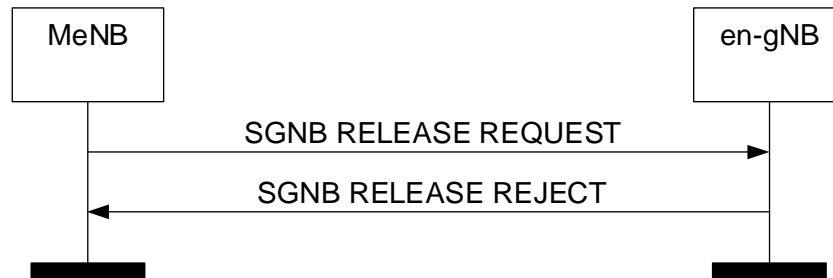 MeNB
en-gNB
SGNB RELEASE REQUEST
SGNB RELEASE REJECT